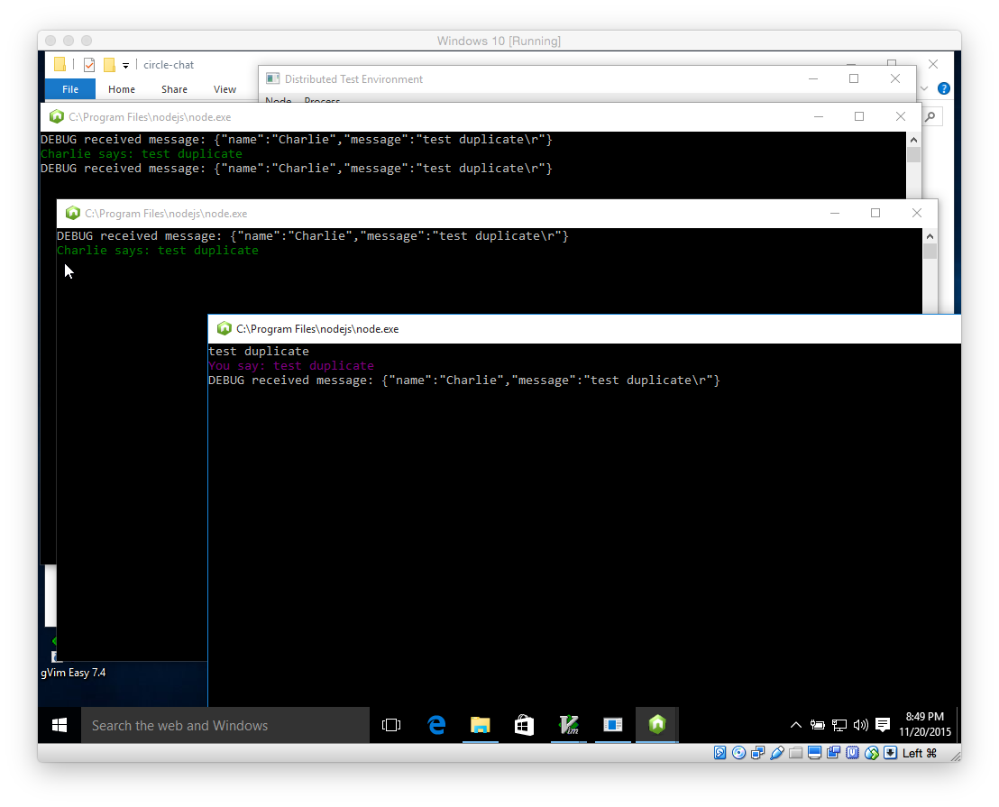 Windows 10 [Running]
circle-chat
File Home Share View
Distributed Test Environment
Node Process
C:\Program Files\nodejs\node.exe
DEBUG received message: {"name":"Charlie","message":"test duplicate\r"}
Charlie says: test duplicate
DEBUG received message: {"name":"Charlie","message":"test duplicate\r"}
C:\Program Files\nodejs\node.exe
DEBUG received message: {"name":"Charlie","message":"test duplicate\r"}
Charlie says: test duplicate
C:\Program Files\nodejs\node.exe
test duplicate
You say: test duplicate
DEBUG received message: {"name":"Charlie","message":"test duplicate\r"}
gVim Easy 7.4
Search the web and Windows
Vim
8:49 PM
11/20/2015
Left ⌘